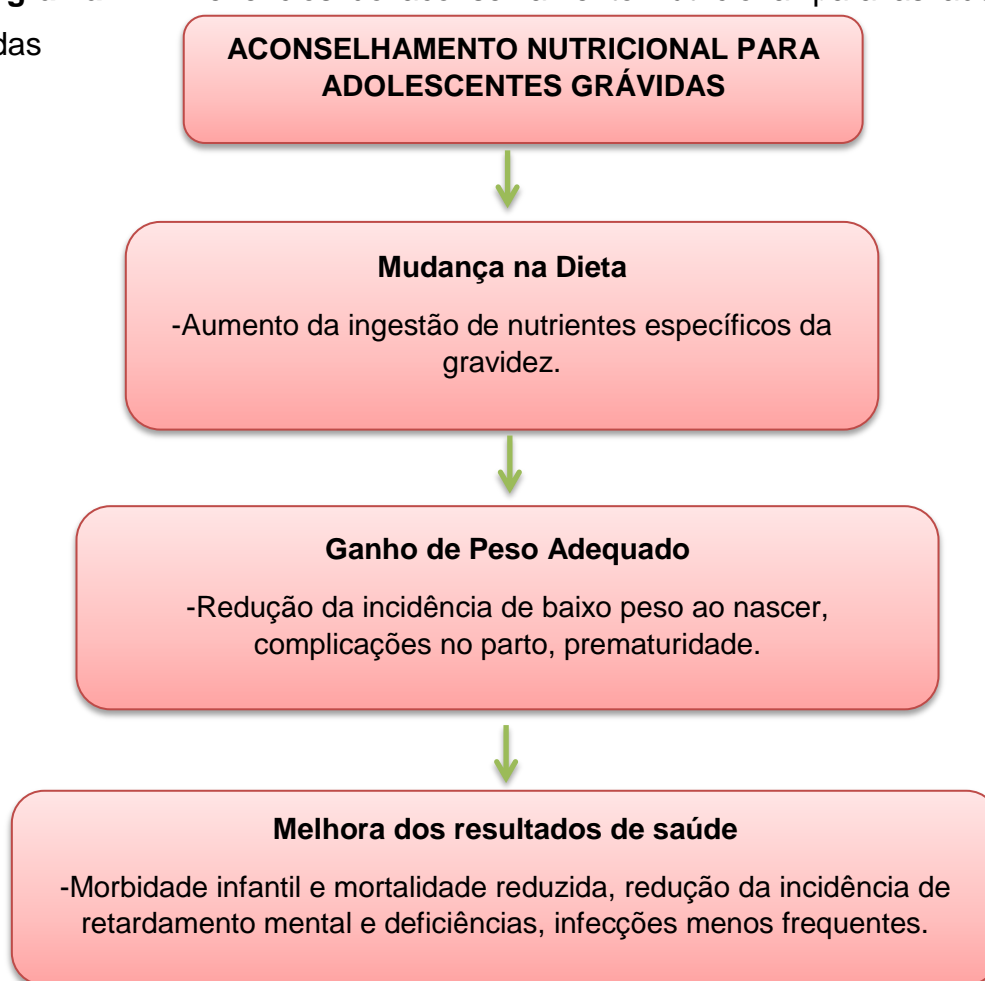 das
ACONSELHAMENTO NUTRICIONAL PARA
ADOLESCENTES GRÁVIDAS
Mudança na Dieta
-Aumento da ingestão de nutrientes específicos da
gravidez.
Ganho de Peso Adequado
-Redução da incidência de baixo peso ao nascer,
complicações no parto, prematuridade.
Melhora dos resultados de saúde
-Morbidade infantil e mortalidade reduzida, redução da incidência de
retardamento mental e deficiências, infecções menos frequentes.